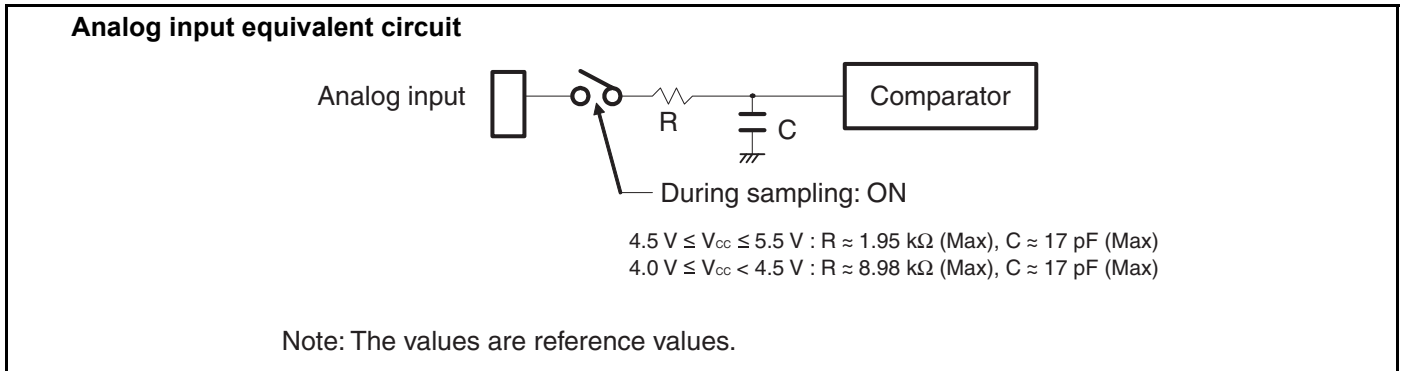 Analog input equivalent circuit
Analog input
Comparator
R
C
During sampling: ON
4.5 V ≤ Vcc ≤ 5.5 V : R ≈ 1.95 kΩ (Max), C ≈ 17 pF (Max)
4.0 V ≤ Vcc < 4.5 V : R ≈ 8.98 kΩ (Max), C ≈ 17 pF (Max)
Note: The values are reference values.